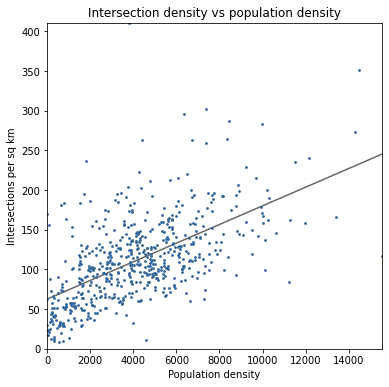 Intersection density vs population density
Intersections per sq km
400
350
300
250
200
150
100
50
0
0 2000 4000 6000 8000 10000 12000 14000
Population density